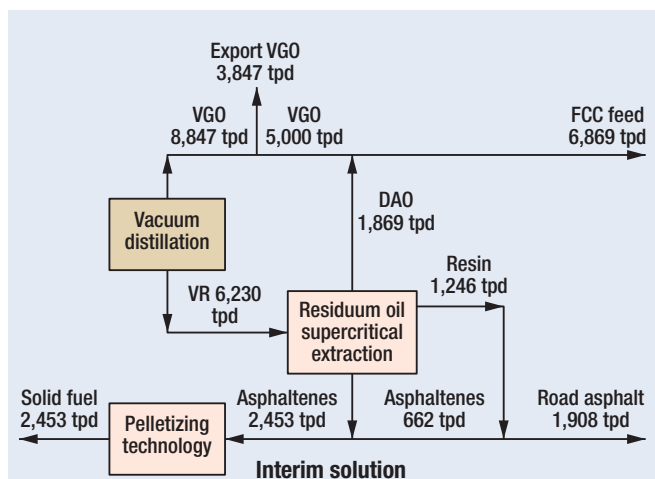 Export VGO
3,847 tpd
VGO
8,847 tpd
VGO
5,000 tpd
FCC feed
6,869 tpd
DAO
1,869 tpd
Vacuum
distillation
Resin
1,246 tpd
VR 6,230
tpd
Residuum oil
supercritical
extraction
Solid fuel
2,453 tpd
Pelletizing
technology
Asphaltenes
2,453 tpd
Asphaltenes
662 tpd
Road asphalt
1,908 tpd
Interim solution